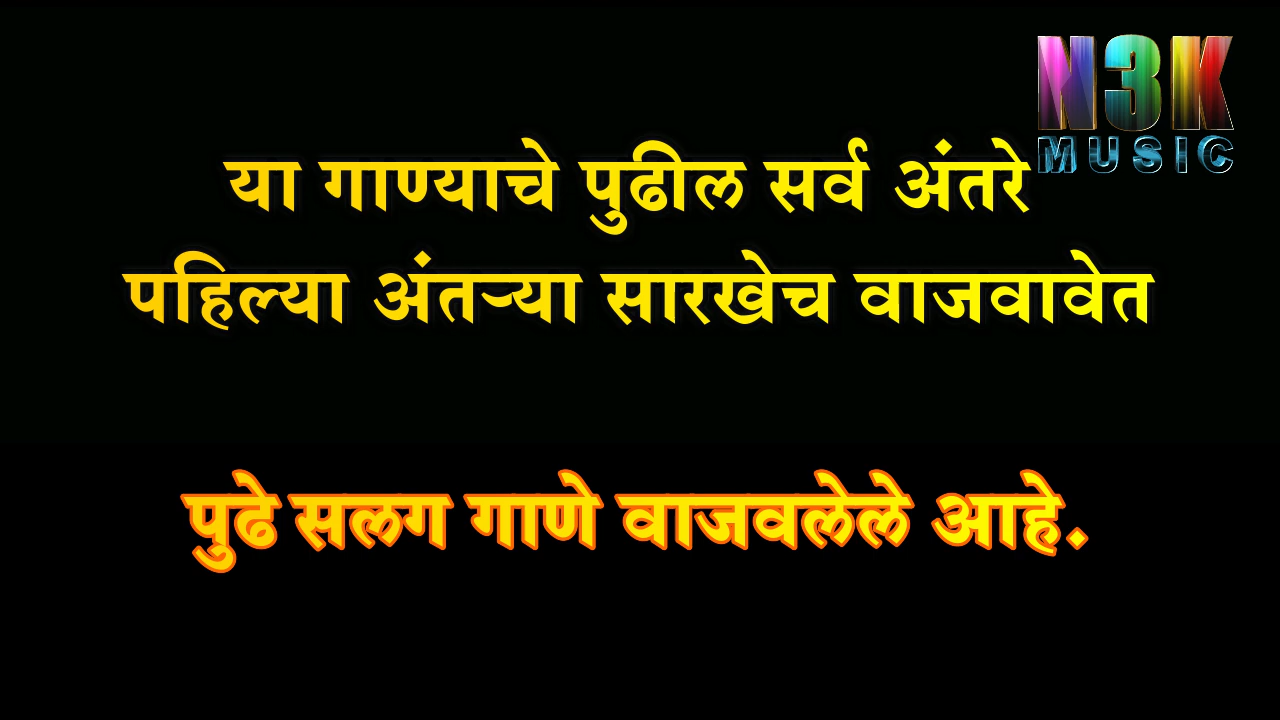 N3K
MUSIC
या गाण्याचे पुढील सर्व अंतरे
पहिल्या अंतऱ्या सारखेच वाजवावेत
पुढे सलग गाणे वाजवलेले आहे.